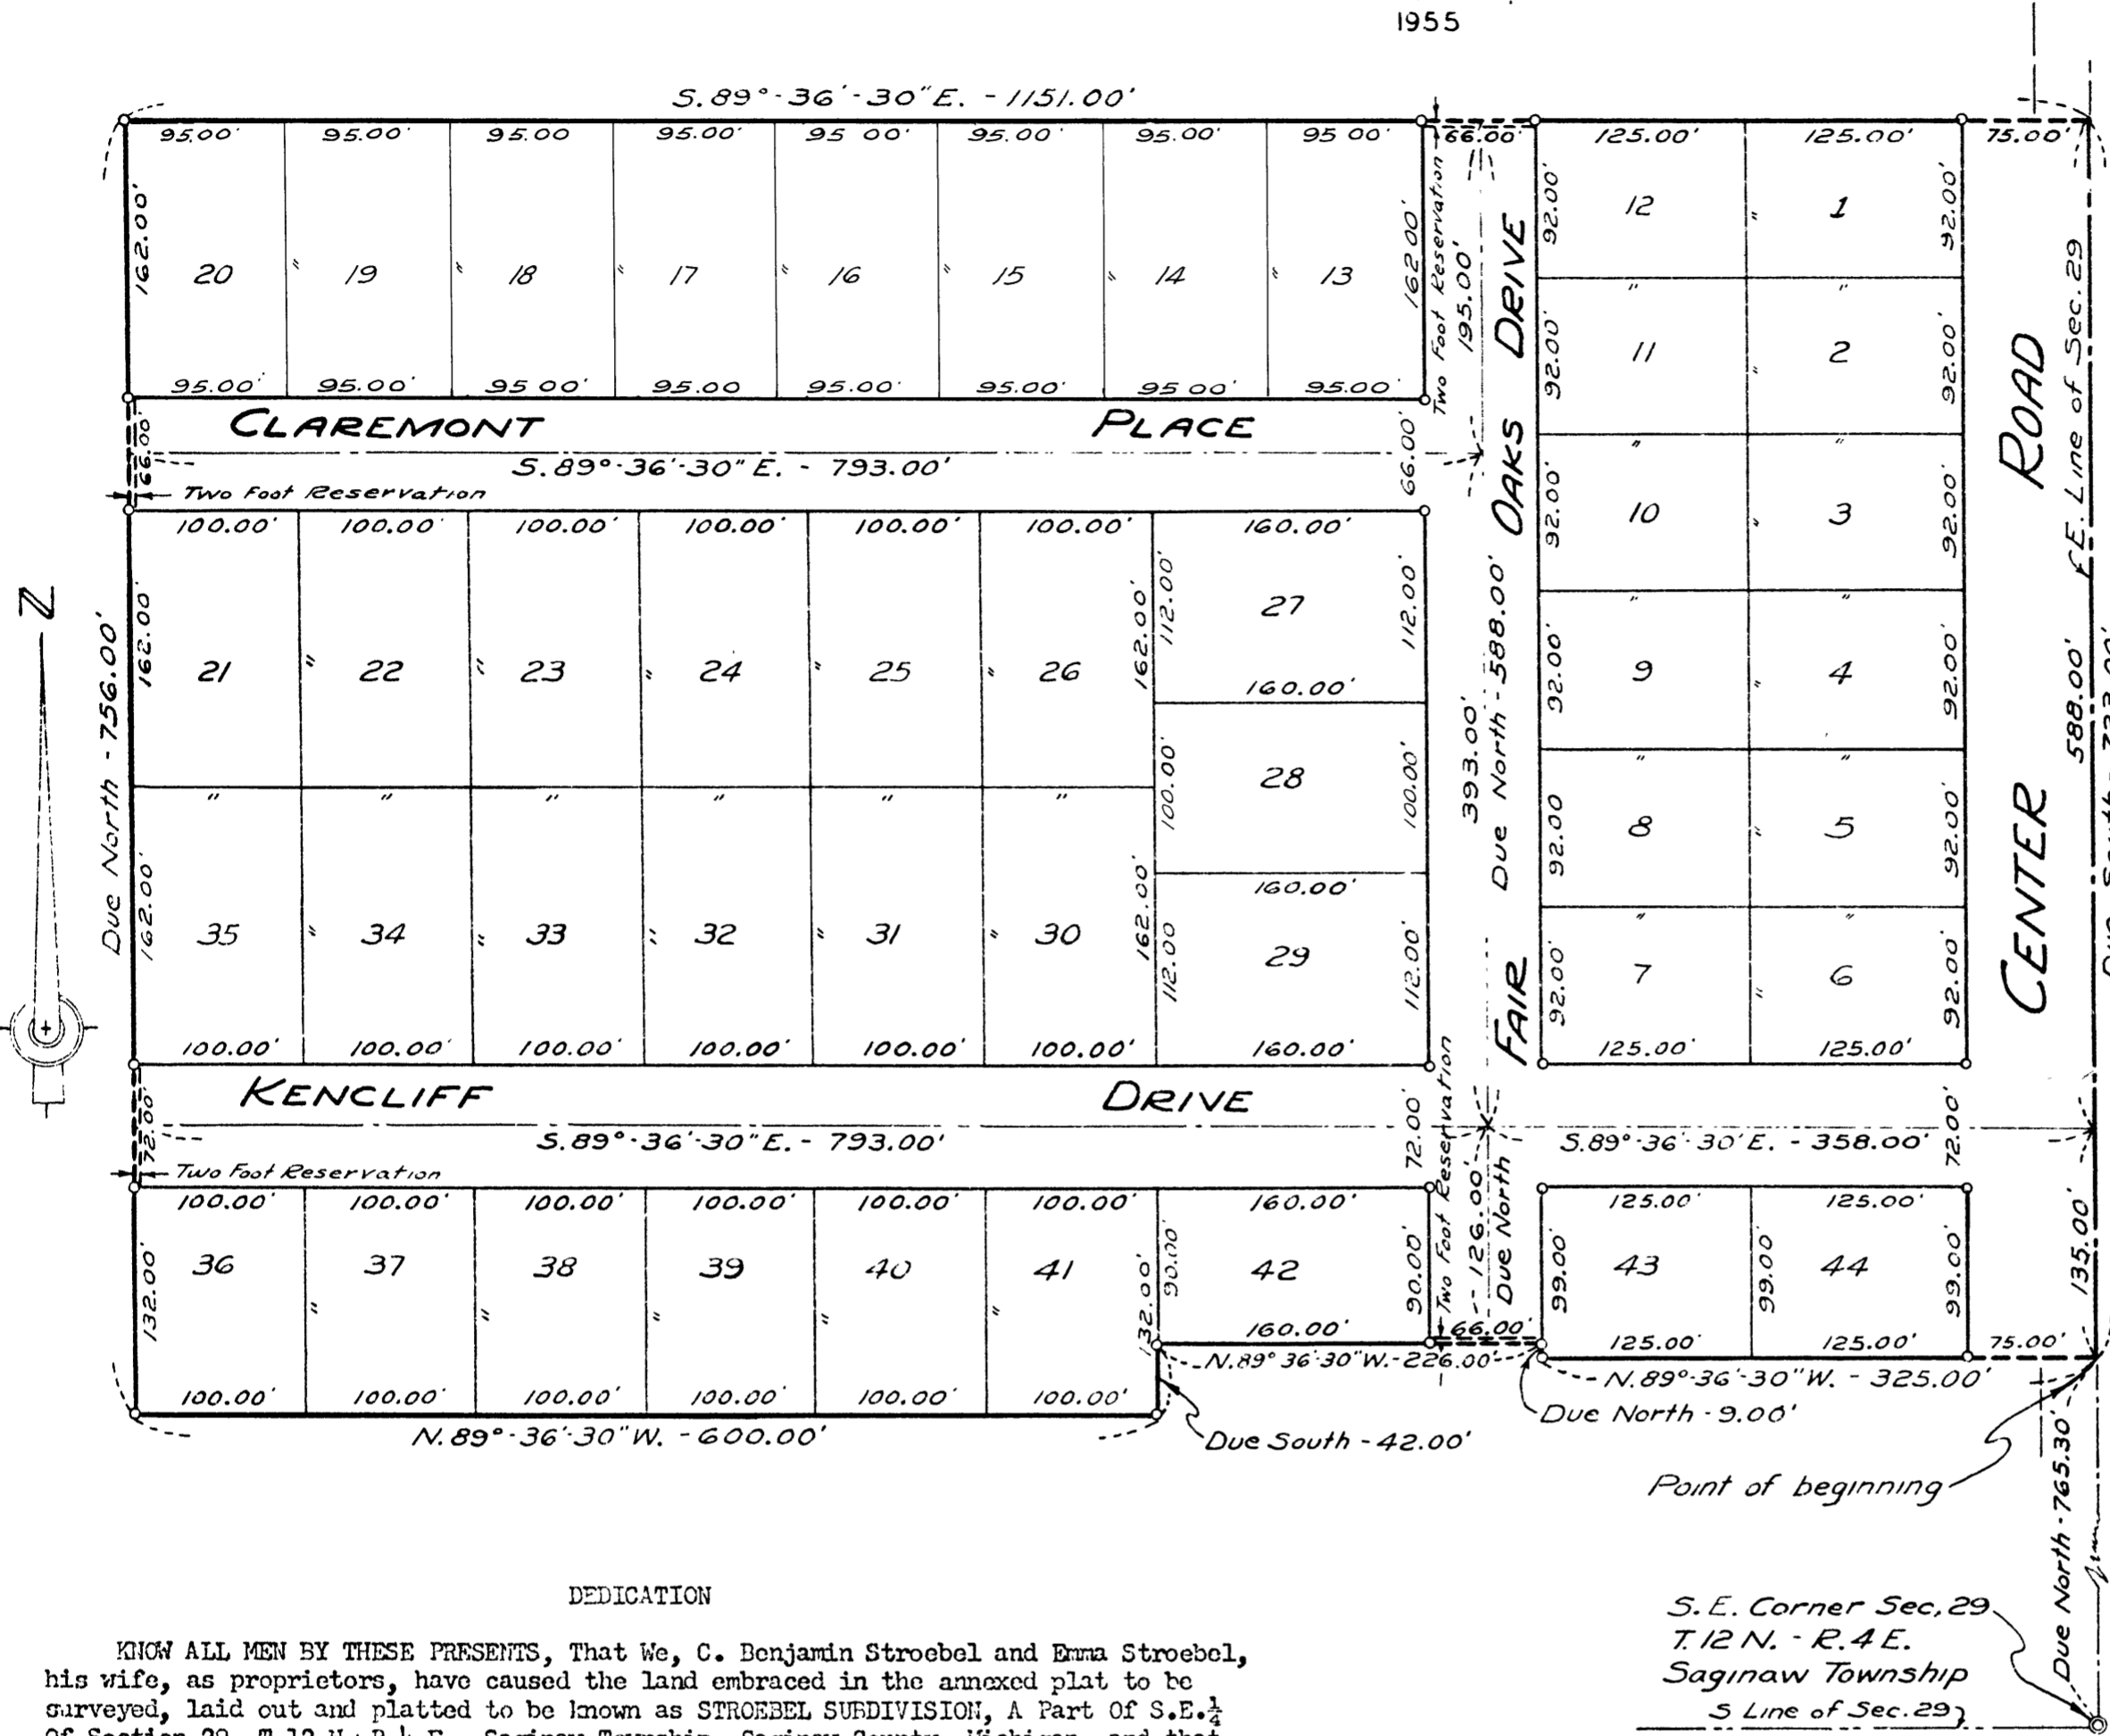 1955
S.89°-36'-30"E. - 1151.00'
95.00' 95.00' 95.00 95.00' 95 00' 95.00' 95.00' 95 00' 66.00' 125.00' 125.00' 75.00'
162.00' 20 " 19 " 18 " 17 " 16 " 15 " 14 " 13 162 00'
Two Foot Reservation
195.00'
92.00' 12 " 1 92.00'
" "
92.00' 11 " 2 92.00'
" "
92.00' 10 " 3 92.00'
" "
92.00' 9 " 4 92.00'
" "
92.00 8 " 5 92.00'
" "
92.00' 7 " 6 92.00'
125.00' 125.00'
95.00' 95.00' 95 00' 95.00 95.00' 95.00' 95 00' 95.00'
CLAREMONT PLACE
66.00' 66.00'
S.89°-36'-30"E. - 793.00'
Two Foot Reservation
FAIR OAKS DRIVE
393.00'
Due North - 588.00'
CENTER ROAD
E. Line of Sec. 29
588.00'
N
Due North - 756.00'
100.00' 100.00' 100.00' 100.00' 100.00' 100.00' 160.00'
162.00' 21 " 22 " 23 " 24 " 25 " 26 162.00'
112.00' 27 112.00'
160.00'
100.00' 28 100.00'
" " " " " "
160.00'
162.00' 35 " 34 " 33 " 32 " 31 " 30 162.00'
112.00 29 112.00'
100.00' 100.00' 100.00' 100.00' 100.00' 100.00' 160.00'
KENCLIFF DRIVE
72.00' 72.00' 72.00'
S.89°-36'-30"E. - 793.00'
S.89°-36'-30"E. - 358.00'
Two Foot Reservation
Two Foot Reservation
126.00'
Due North
100.00' 100.00' 100.00' 100.00' 100.00' 100.00' 160.00' 125.00' 125.00'
132.00' 36 " 37 " 38 " 39 " 40 " 41 132.00' 90.00' 42 90.00'
99.00' 43 99.00' 44 99.00' 135.00'
160.00' 66.00' 125.00' 125.00' 75.00'
N.89°36'-30"W.-226.00'
N.89°-36'-30"W. - 325.00'
100.00' 100.00' 100.00' 100.00' 100.00' 100.00'
N.89°-36'-30"W. - 600.00'
Due South - 42.00'
Due North - 9.00'
Point of beginning
Due North - 765.30'
S.E. Corner Sec, 29
T.12 N. - R.4 E.
Saginaw Township
S Line of Sec. 29
DEDICATION
KNOW ALL MEN BY THESE PRESENTS, That We, C. Benjamin Stroebel and Emma Stroebel,
his wife, as proprietors, have caused the land embraced in the annexed plat to be
surveyed, laid out and platted to be known as STROEBEL SUBDIVISION, A Part Of S.E.¼